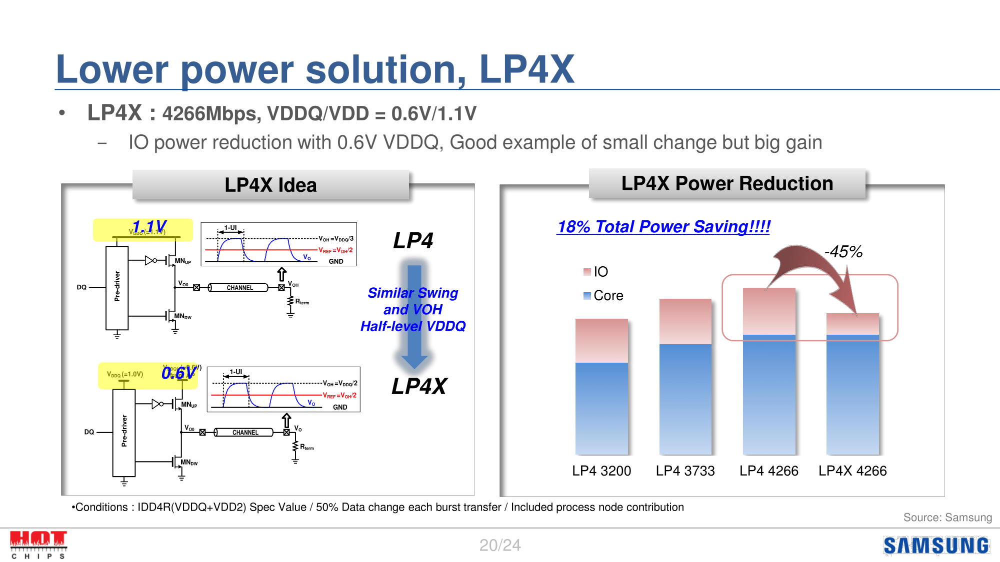 Lower power solution, LP4X
• LP4X : 4266Mbps, VDDQ/VDD = 0.6V/1.1V
– IO power reduction with 0.6V VDDQ, Good example of small change but big gain
LP4X Idea
1.1V
VDDQ (=1.1V)
1-UI
VOH =VDDQ/3
VREF =VOH/2
VO
GND
DQ
Pre-driver
MNUP
VO0
CHANNEL
VOH
Rterm
MNDW
LP4
Similar Swing
and VOH
Half-level VDDQ
LP4X
VDDQ (=1.0V)
0.6V
1-UI
VOH =VDDQ/2
VREF =VOH/2
VO
GND
DQ
Pre-driver
MNUP
VO0
CHANNEL
VO
Rterm
MNDW
LP4X Power Reduction
18% Total Power Saving!!!!
-45%
IO
Core
LP4 3200
LP4 3733
LP4 4266
LP4X 4266
•Conditions : IDD4R(VDDQ+VDD2) Spec Value / 50% Data change each burst transfer / Included process node contribution
Source: Samsung
HOT
CHIPS
20/24
SAMSUNG